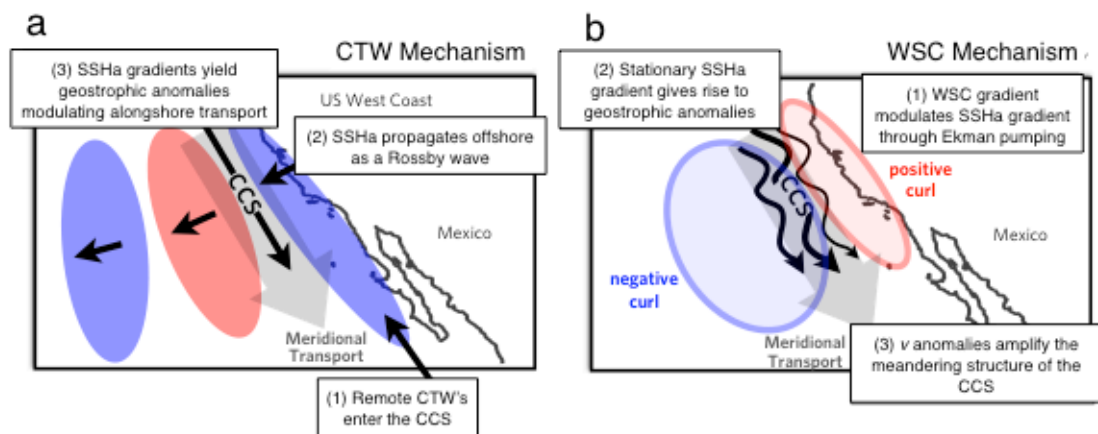 a
CTW Mechanism
(3) SSHa gradients yield
geostrophic anomalies
modulating alongshore transport
US West Coast
(2) SSHa propagates offshore
as a Rossby wave
CCS
Mexico
Meridional
Transport
(1) Remote CTW's
enter the CCS
b
WSC Mechanism
(2) Stationary SSHa
gradient gives rise to
geostrophic anomalies
(1) WSC gradient
modulates SSHa gradient
through Ekman pumping
positive
curl
CCS
Mexico
negative
curl
Meridional
Transport
(3) v anomalies amplify the
meandering structure of the
CCS